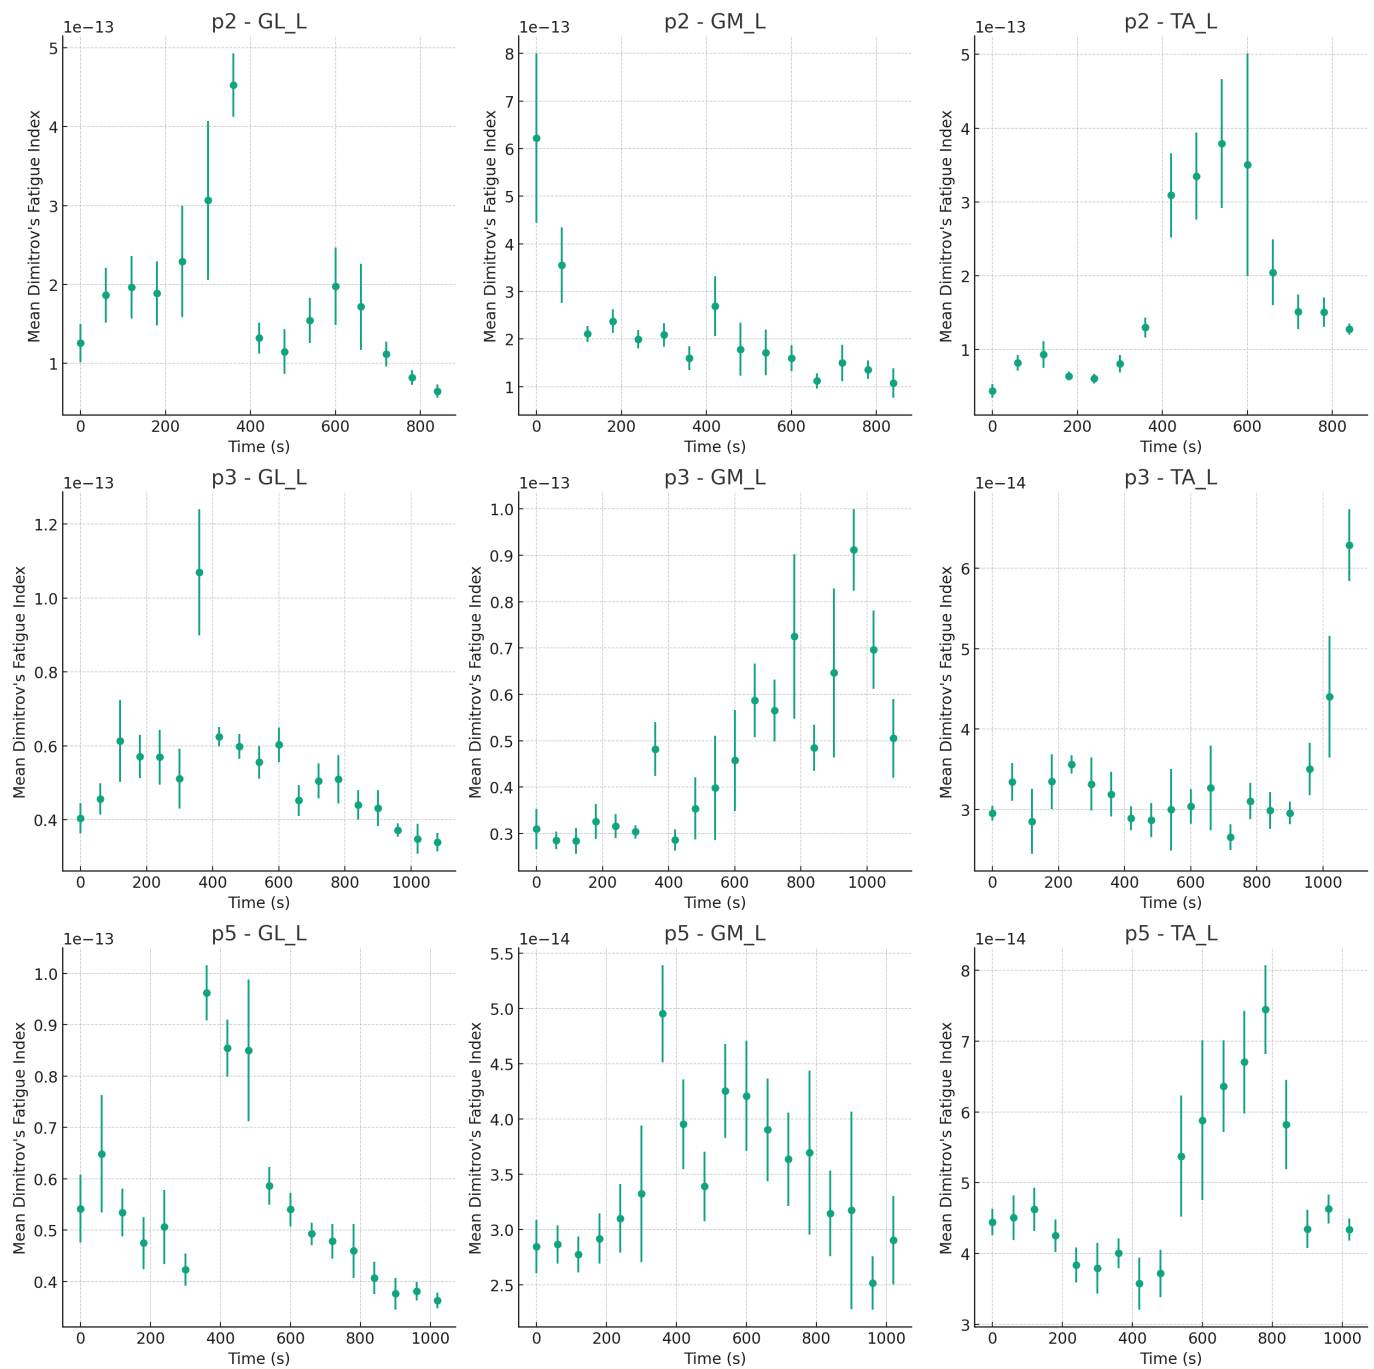 p2 - GL_L
1e−13
Mean Dimitrov's Fatigue Index
5
4
3
2
1
0 200 400 600 800
Time (s)
p2 - GM_L
1e−13
Mean Dimitrov's Fatigue Index
8
7
6
5
4
3
2
1
0 200 400 600 800
Time (s)
p2 - TA_L
1e−13
Mean Dimitrov's Fatigue Index
5
4
3
2
1
0 200 400 600 800
Time (s)
p3 - GL_L
1e−13
Mean Dimitrov's Fatigue Index
1.2
1.0
0.8
0.6
0.4
0 200 400 600 800 1000
Time (s)
p3 - GM_L
1e−13
Mean Dimitrov's Fatigue Index
1.0
0.9
0.8
0.7
0.6
0.5
0.4
0.3
0 200 400 600 800 1000
Time (s)
p3 - TA_L
1e−14
Mean Dimitrov's Fatigue Index
6
5
4
3
0 200 400 600 800 1000
Time (s)
p5 - GL_L
1e−13
Mean Dimitrov's Fatigue Index
1.0
0.9
0.8
0.7
0.6
0.5
0.4
0 200 400 600 800 1000
Time (s)
p5 - GM_L
1e−14
Mean Dimitrov's Fatigue Index
5.5
5.0
4.5
4.0
3.5
3.0
2.5
0 200 400 600 800 1000
Time (s)
p5 - TA_L
1e−14
Mean Dimitrov's Fatigue Index
8
7
6
5
4
3
0 200 400 600 800 1000
Time (s)